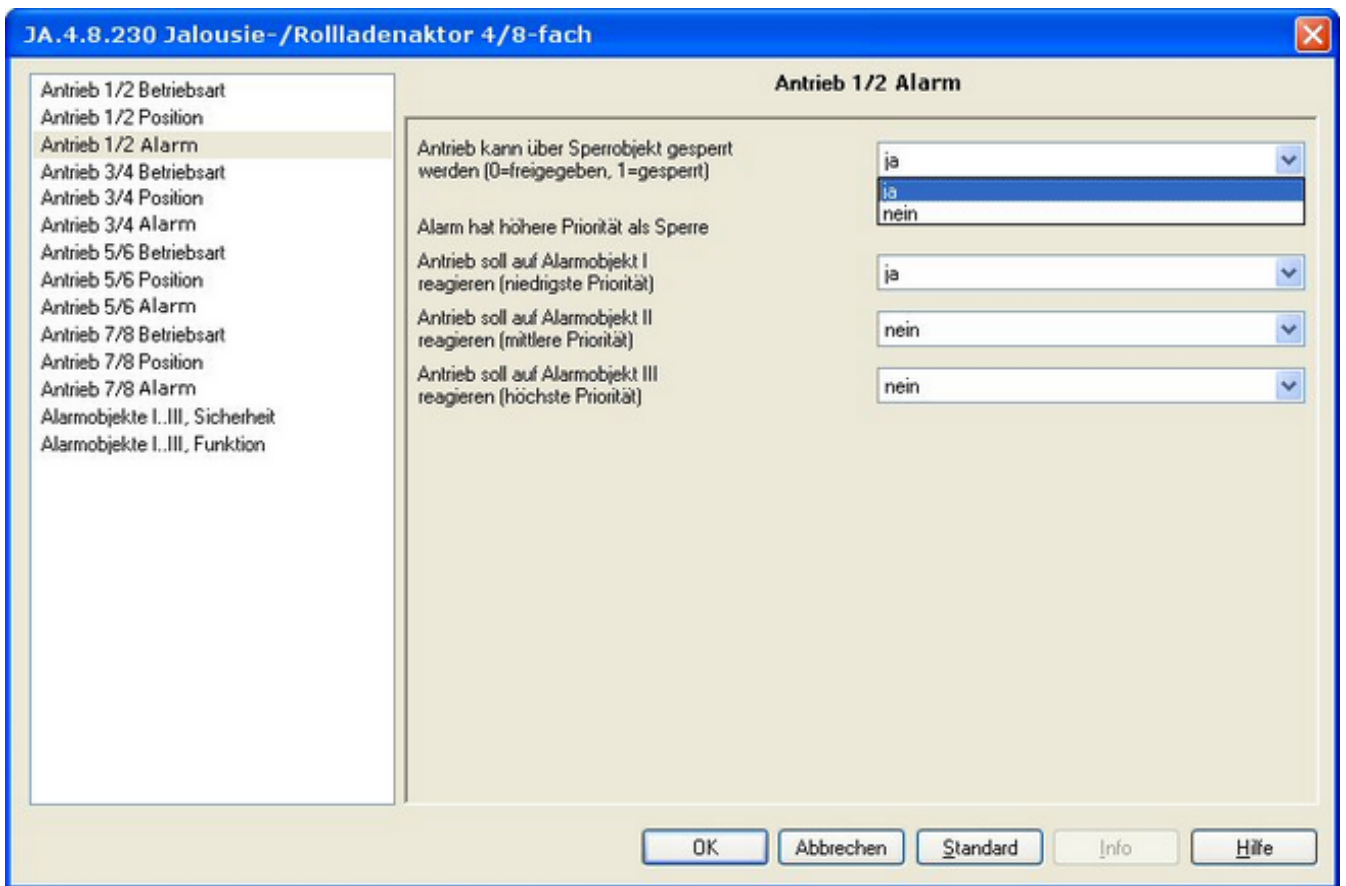 JA.4.8.230 Jalousie-/Rollladenaktor 4/8-fach
Antrieb 1/2 Betriebsart
Antrieb 1/2 Position
Antrieb 1/2 Alarm
Antrieb 3/4 Betriebsart
Antrieb 3/4 Position
Antrieb 3/4 Alarm
Antrieb 5/6 Betriebsart
Antrieb 5/6 Position
Antrieb 5/6 Alarm
Antrieb 7/8 Betriebsart
Antrieb 7/8 Position
Antrieb 7/8 Alarm
Alarmobjekte I..III, Sicherheit
Alarmobjekte I..III, Funktion
Antrieb 1/2 Alarm
Antrieb kann über Sperrobjekt gesperrt
werden (0=freigegeben, 1=gesperrt)
ja
ja
nein
Alarm hat höhere Priorität als Sperre
Antrieb soll auf Alarmobjekt I
reagieren (niedrigste Priorität)
ja
Antrieb soll auf Alarmobjekt II
reagieren (mittlere Priorität)
nein
Antrieb soll auf Alarmobjekt III
reagieren (höchste Priorität)
nein
OK
Abbrechen
Standard
Info
Hilfe